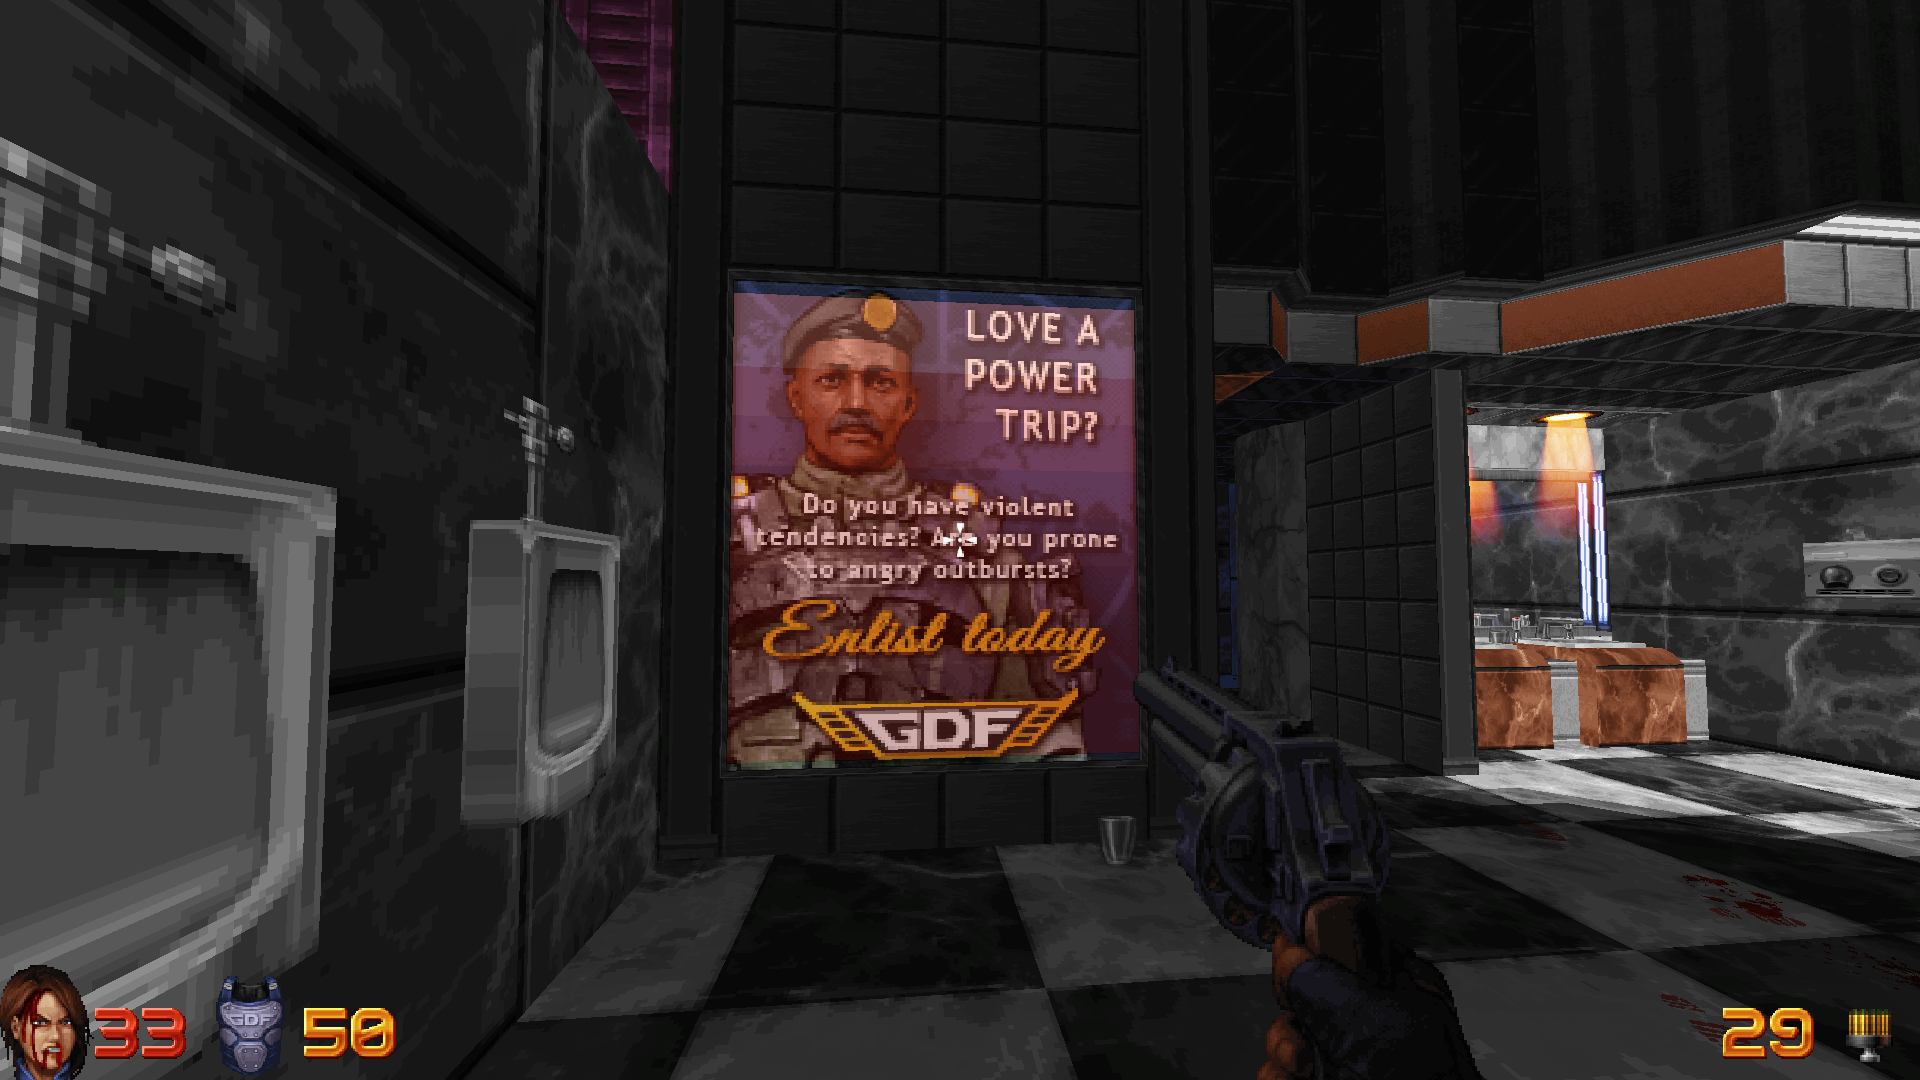 LOVE A
POWER
TRIP?
Do you have violent
tendencies? Are you prone
to angry outbursts?
Enlist today
GDF
33
GDF
50
29